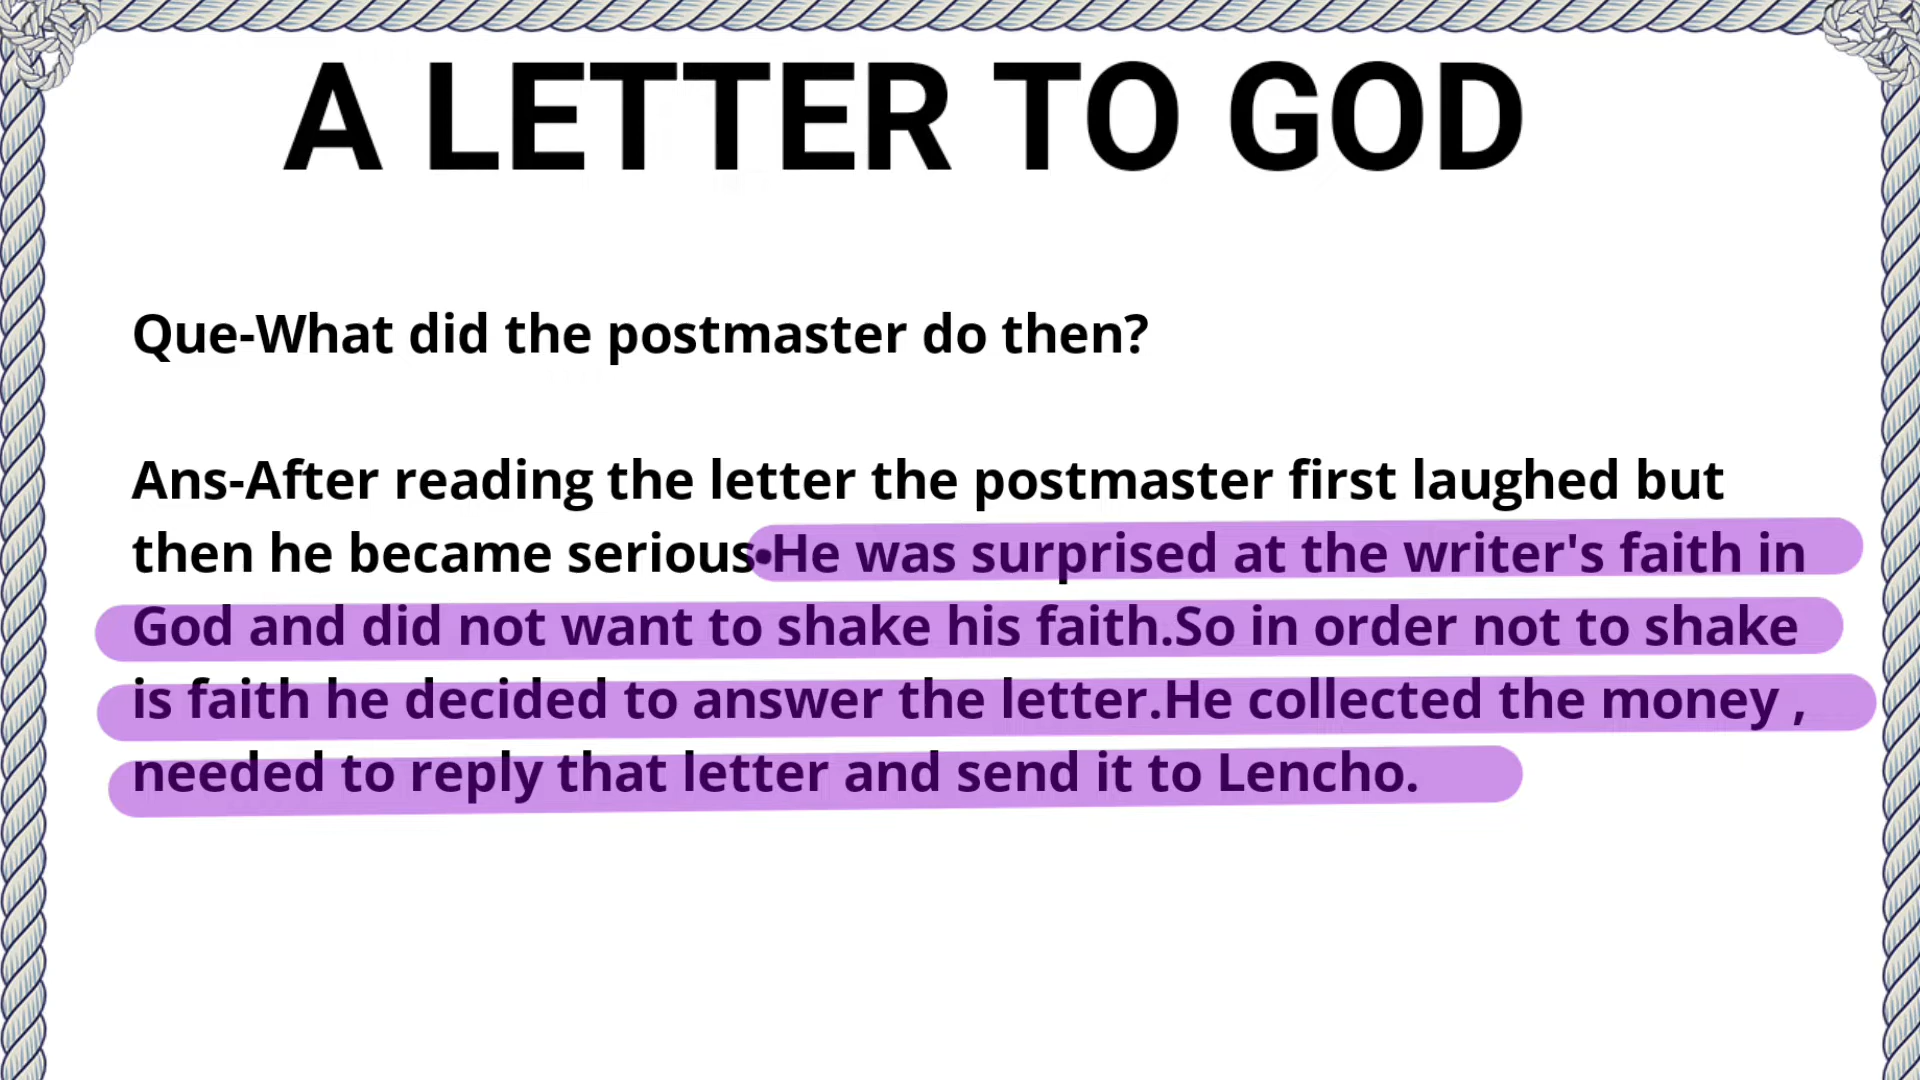 A LETTER TO GOD
Que-What did the postmaster do then?
Ans-After reading the letter the postmaster first laughed but
then he became serious•He was surprised at the writer's faith in
God and did not want to shake his faith.So in order not to shake
is faith he decided to answer the letter.He collected the money ,
needed to reply that letter and send it to Lencho.